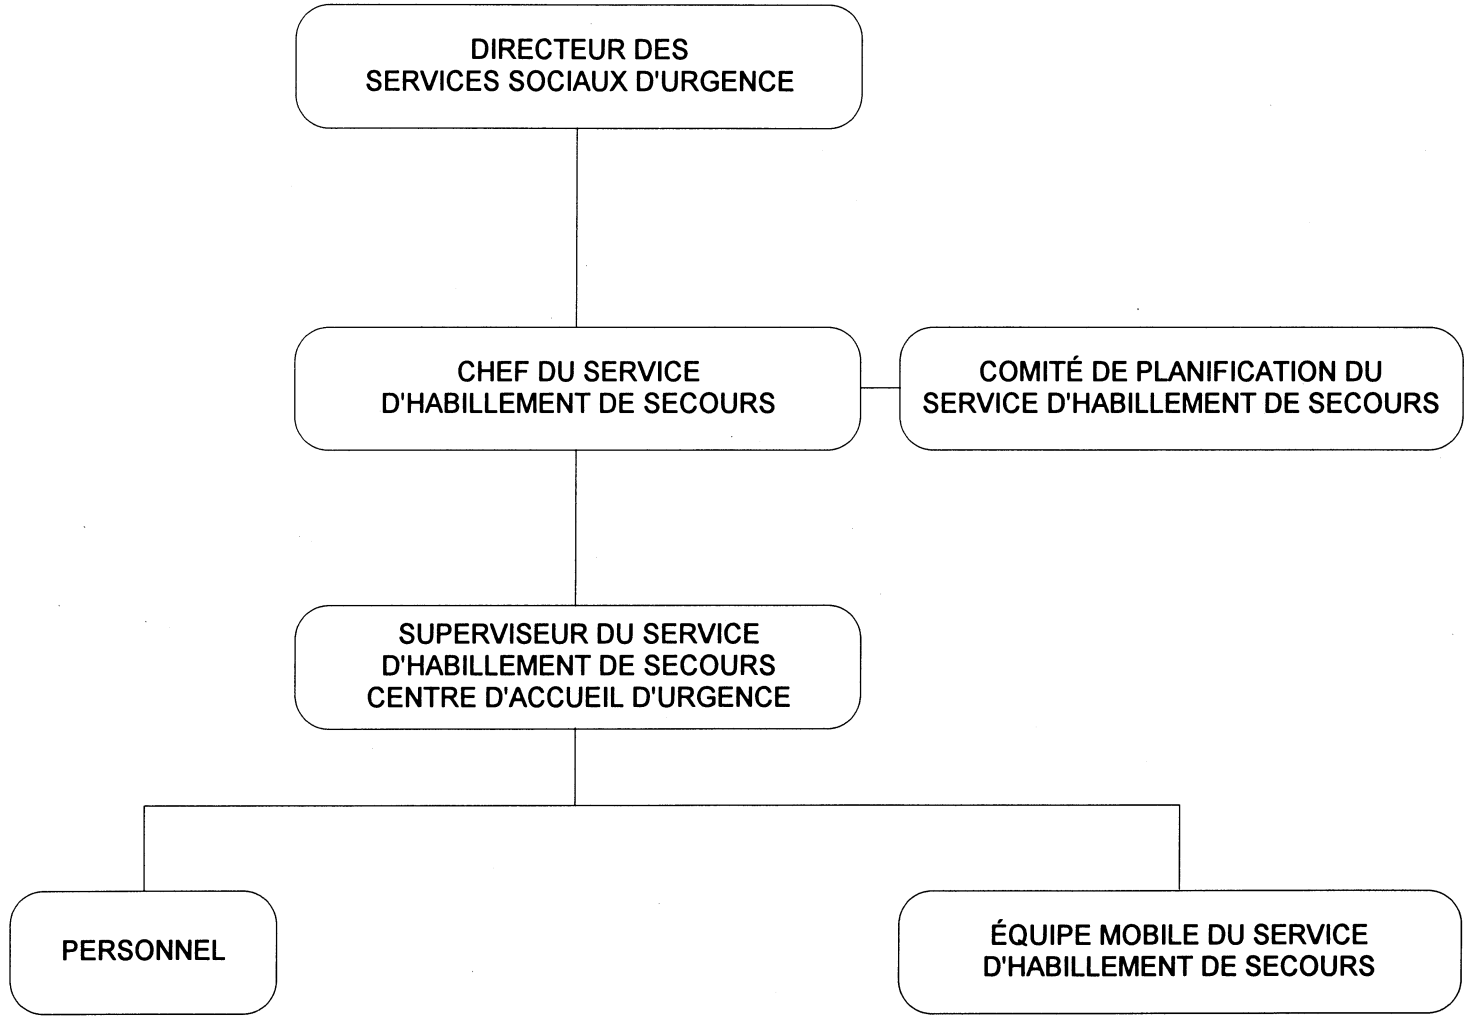 DIRECTEUR DES
SERVICES SOCIAUX D'URGENCE
CHEF DU SERVICE
D'HABILLEMENT DE SECOURS
COMITÉ DE PLANIFICATION DU
SERVICE D'HABILLEMENT DE SECOURS
SUPERVISEUR DU SERVICE
D'HABILLEMENT DE SECOURS
CENTRE D'ACCUEIL D'URGENCE
PERSONNEL
ÉQUIPE MOBILE DU SERVICE
D'HABILLEMENT DE SECOURS